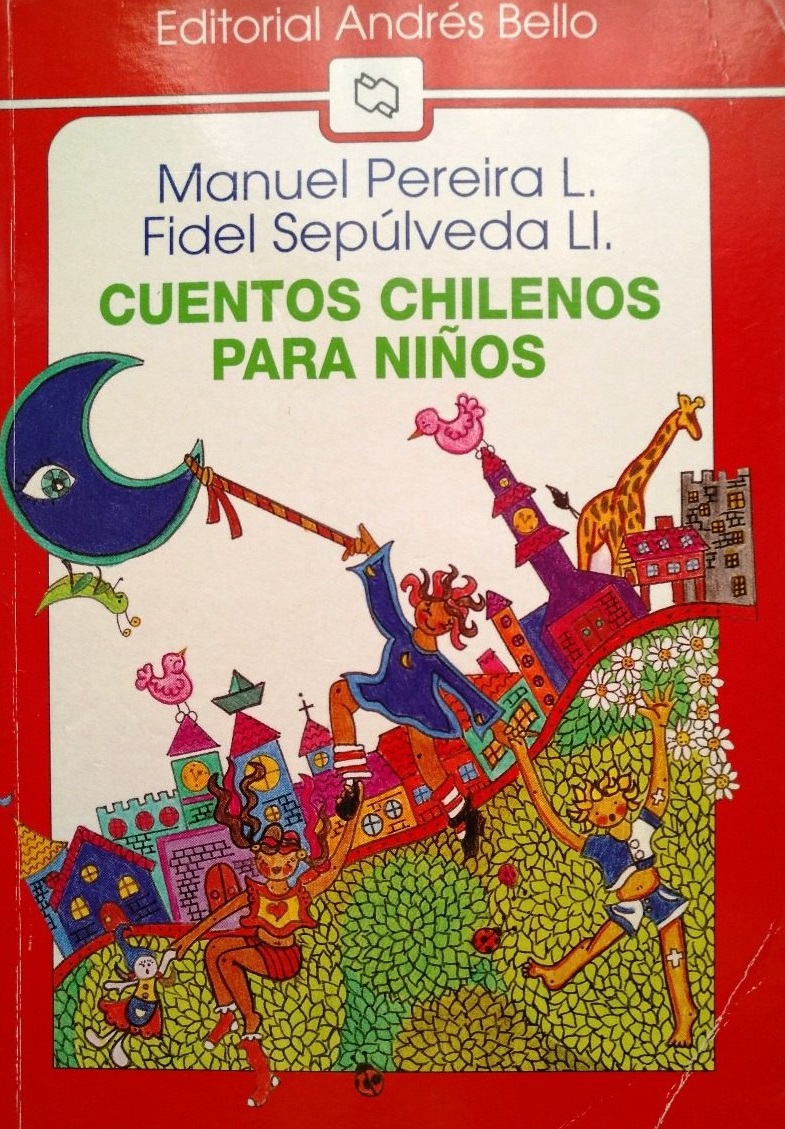 Editorial Andrés Bello
Manuel Pereira L.
Fidel Sepúlveda Ll.
CUENTOS CHILENOS
PARA NIÑOS